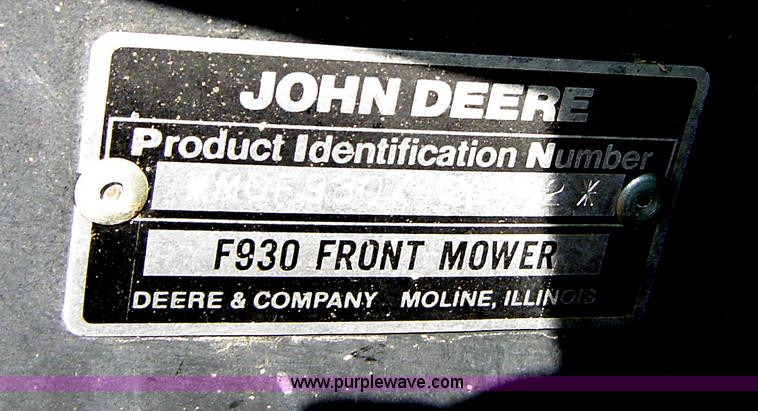 JOHN DEERE
Product Identification Number
F930 FRONT MOWER
DEERE & COMPANY MOLINE, ILLINOIS
www.purplewave.com